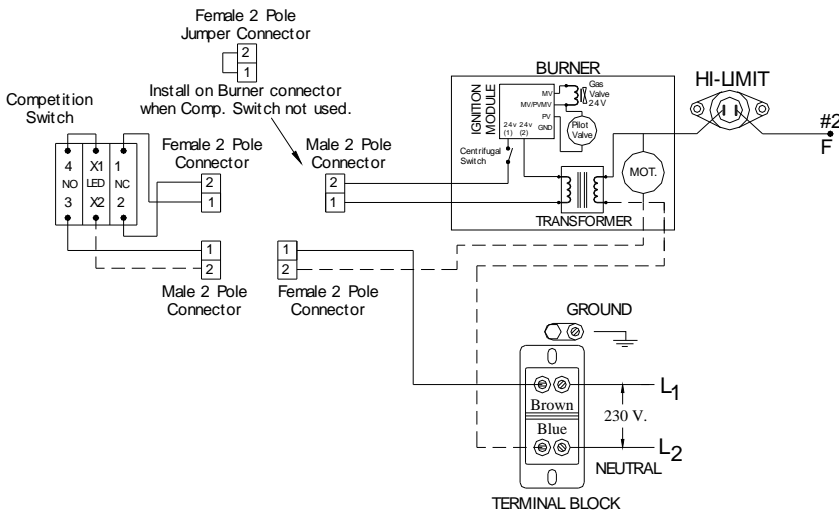 Female 2 Pole
Jumper Connector
2
1
Install on Burner connector
when Comp. Switch not used.
Competition
Switch
4
X1
1
NO
LED
NC
3
X2
2
Female 2 Pole
Connector
2
1
Male 2 Pole
Connector
2
1
1
2
Male 2 Pole
Connector
1
2
Female 2 Pole
Connector
BURNER
IGNITION
MODULE
MV
MV/PVMV
PV
GND
24v 24v
(1) (2)
Gas
Valve
24 V
Pilot
Valve
Centrifugal
Switch
TRANSFORMER
MOT.
HI-LIMIT
#2
F
GROUND
Brown
Blue
L1
230 V.
L2
NEUTRAL
TERMINAL BLOCK